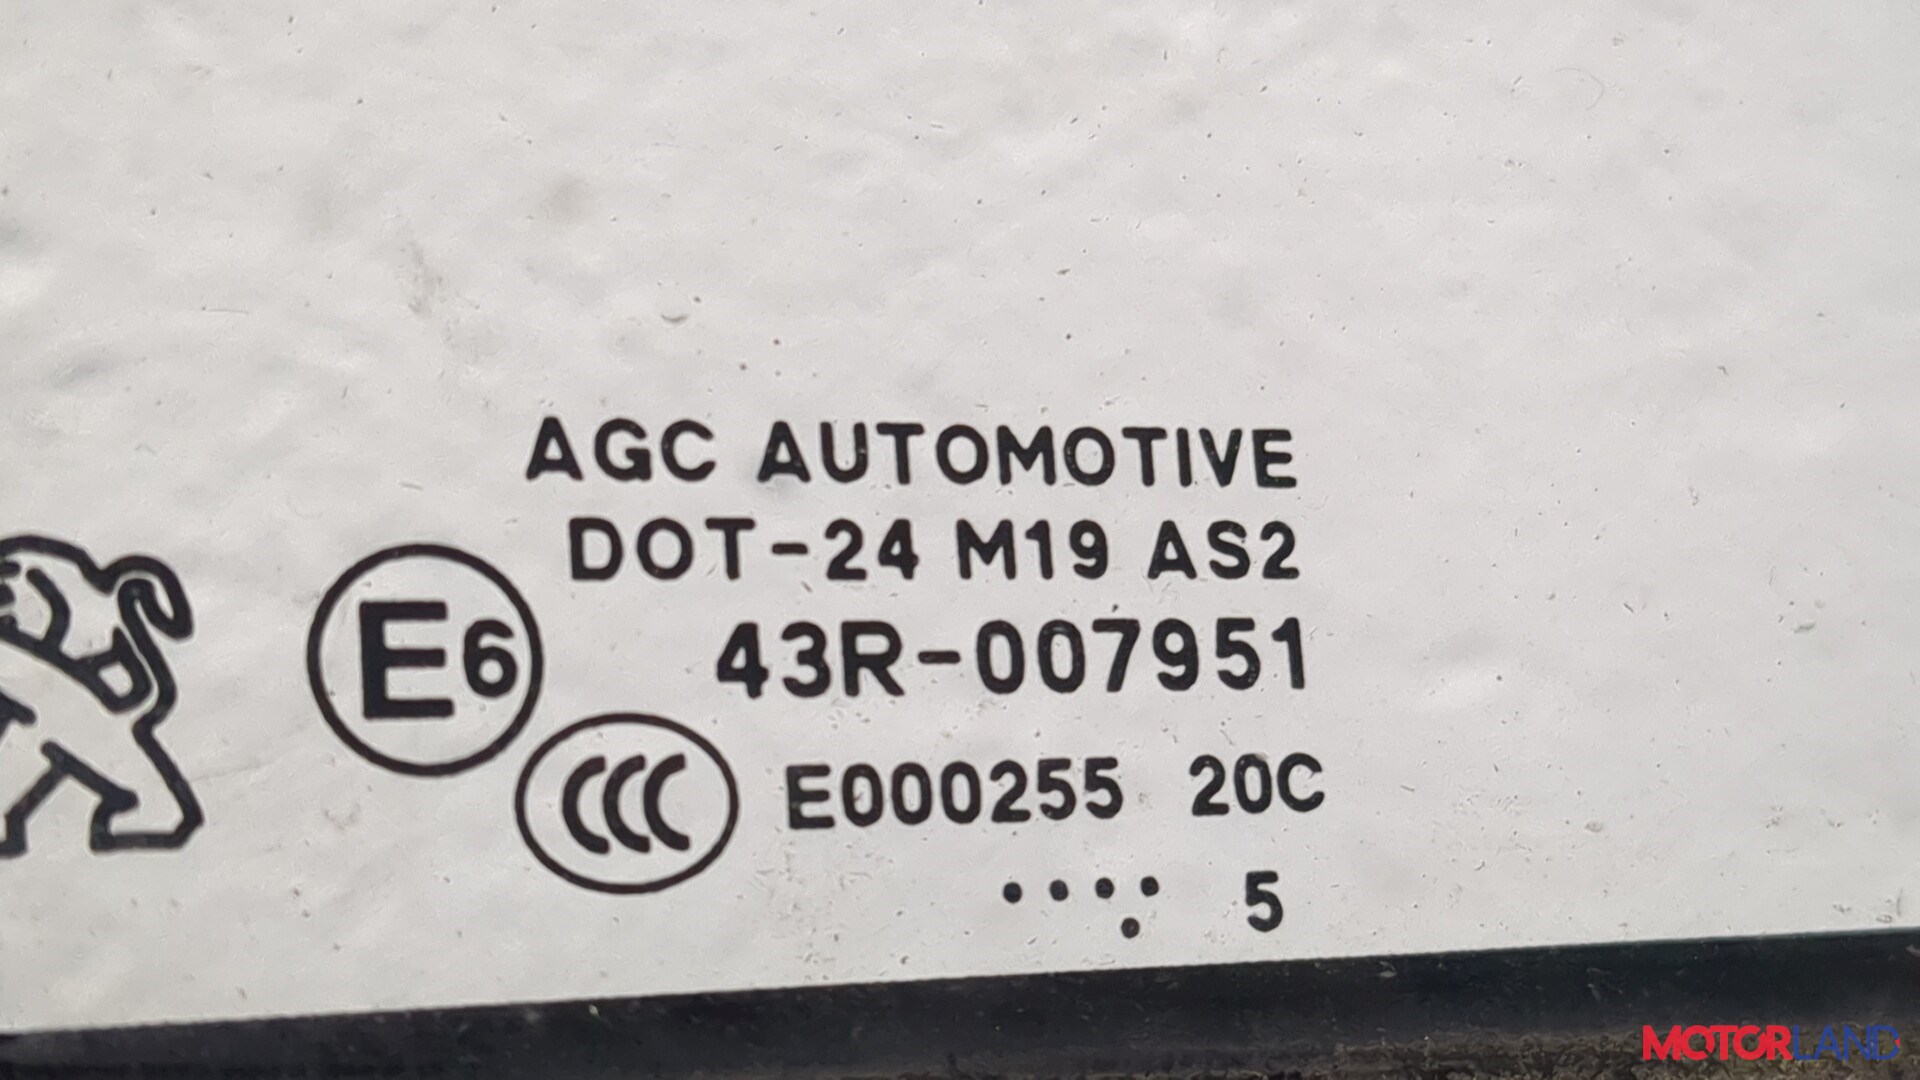 AGC AUTOMOTIVE
DOT-24 M19 AS2
E6
43R-007951
CCC
E000255 20C
.... . 5
MOTORLAND